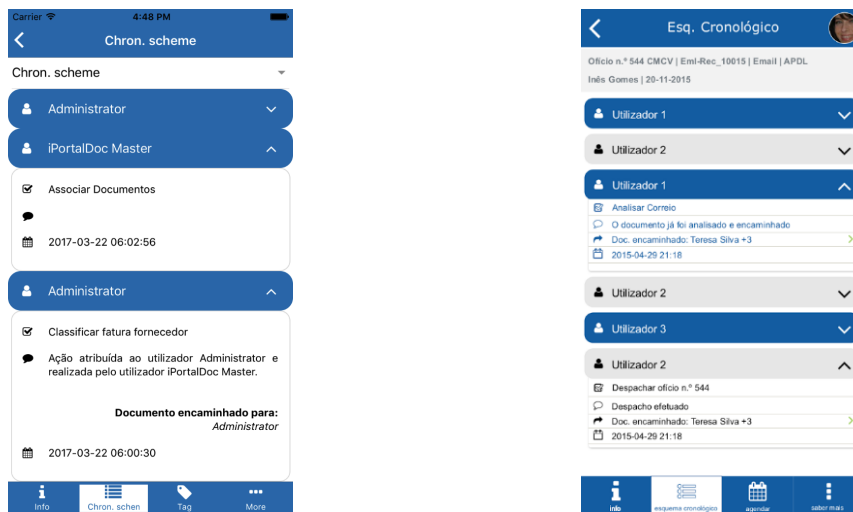 Carrier
4:48 PM
Chron. scheme
Chron. scheme
Administrator
iPortalDoc Master
Associar Documentos
2017-03-22 06:02:56
Administrator
Classificar fatura fornecedor
Ação atribuída ao utilizador Administrator e
realizada pelo utilizador iPortalDoc Master.
Documento encaminhado para:
Administrator
2017-03-22 06:00:30
Info
Chron. schen
Tag
More
Esq. Cronológico
Ofício n.º 544 CMCV | Eml-Rec_10015 | Email | APDL
Inês Gomes | 20-11-2015
Utilizador 1
Utilizador 2
Utilizador 1
Analisar Correio
O documento já foi analisado e encaminhado
Doc. encaminhado: Teresa Silva +3
2015-04-29 21:18
Utilizador 2
Utilizador 3
Utilizador 2
Despachar ofício n.º 544
Despacho efetuado
Doc. encaminhado: Teresa Silva +3
2015-04-29 21:18
info
esquema cronológico
agendar
saber mais